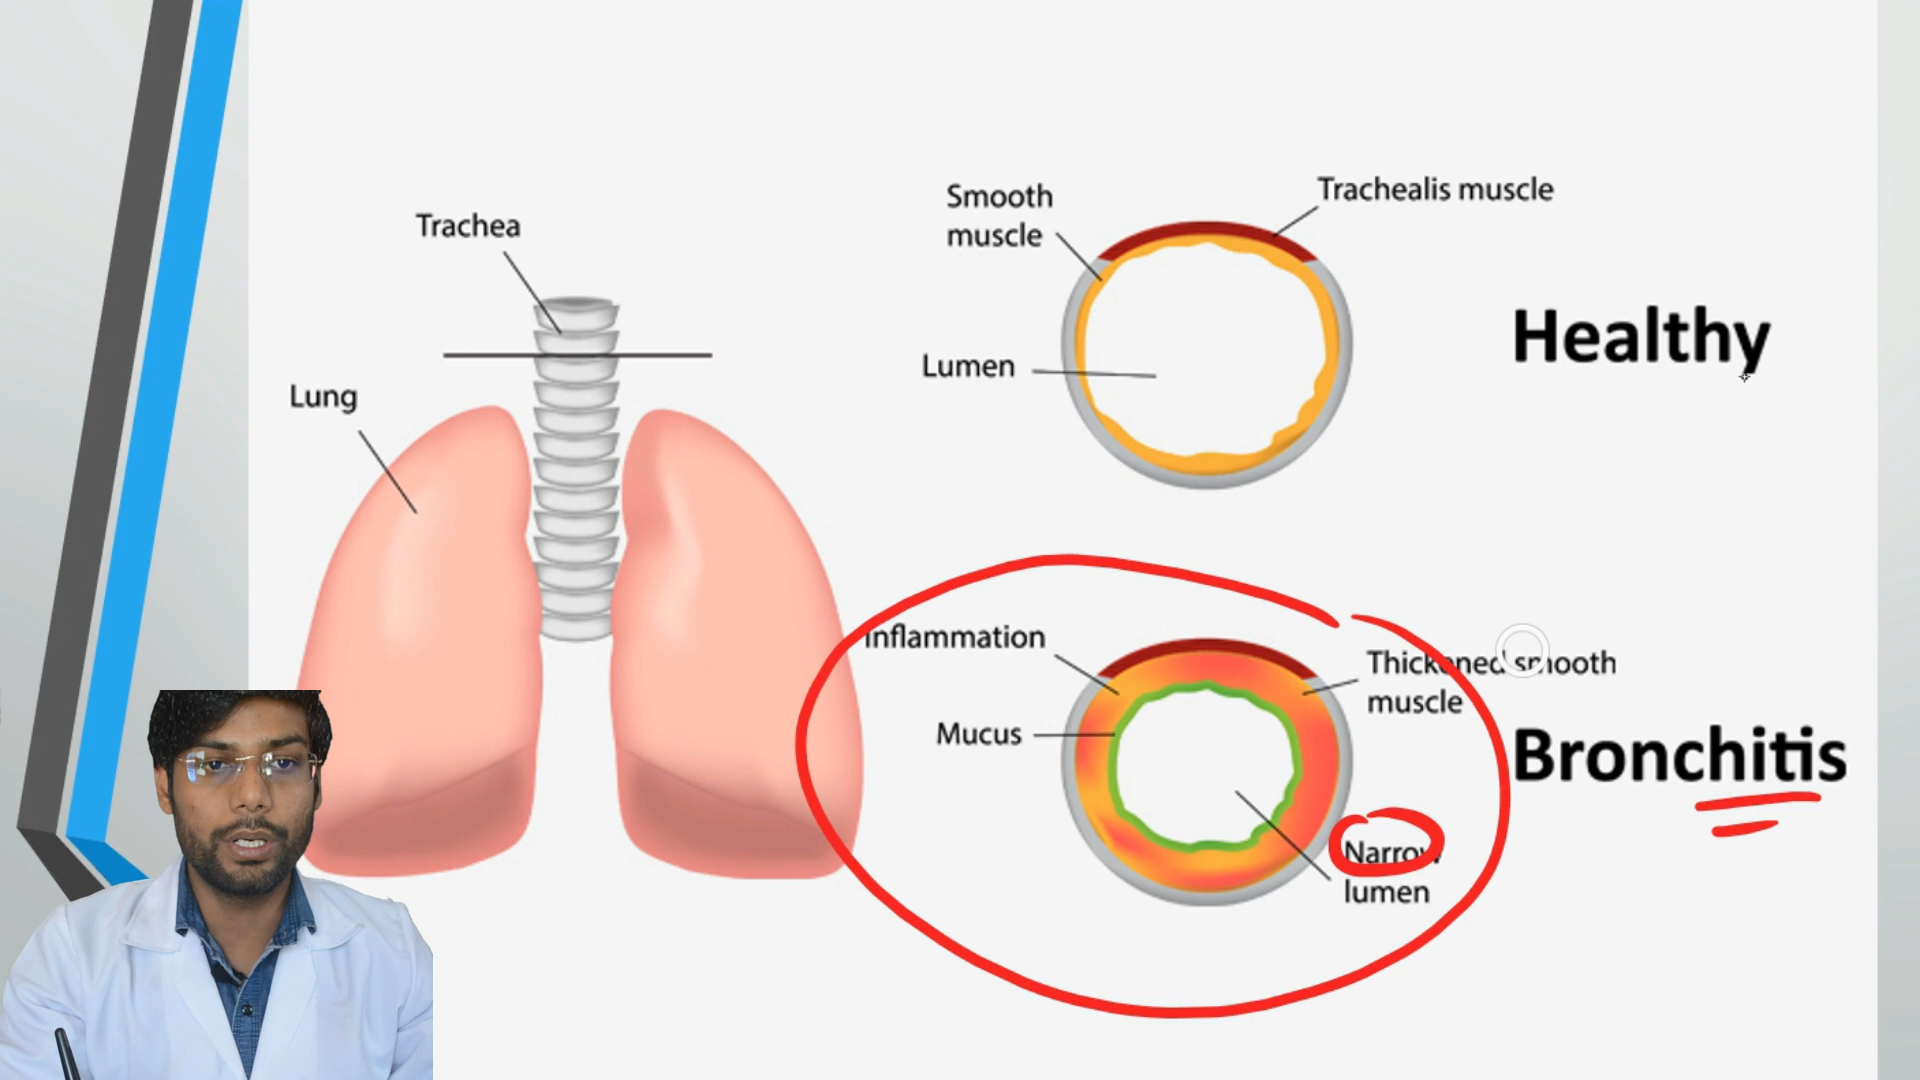 Trachea
Lung
Smooth
muscle
Trachealis muscle
Lumen
Healthy
Inflammation
Mucus
Thickened smooth
muscle
Narrow
lumen
Bronchitis